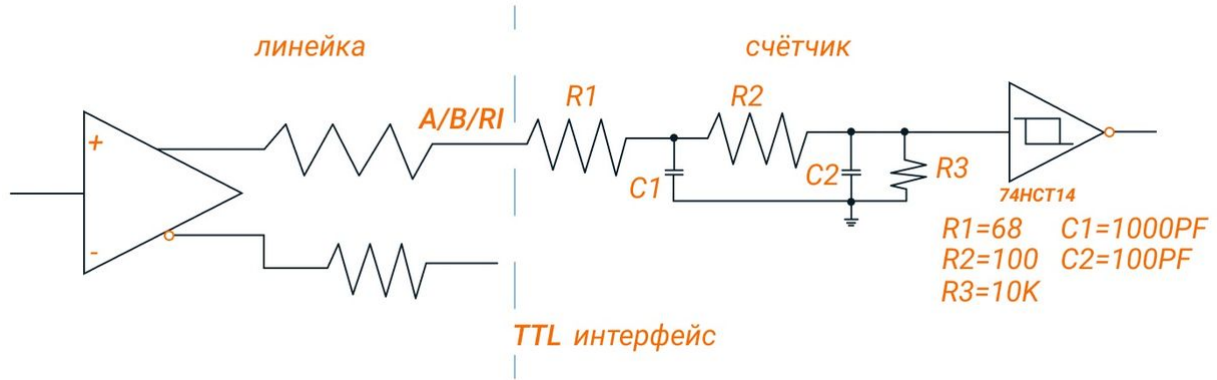 линейка
счётчик
A/B/RI
R1
R2
+
-
C1
C2
R3
74HCT14
R1=68 C1=1000PF
R2=100 C2=100PF
R3=10K
TTL интерфейс